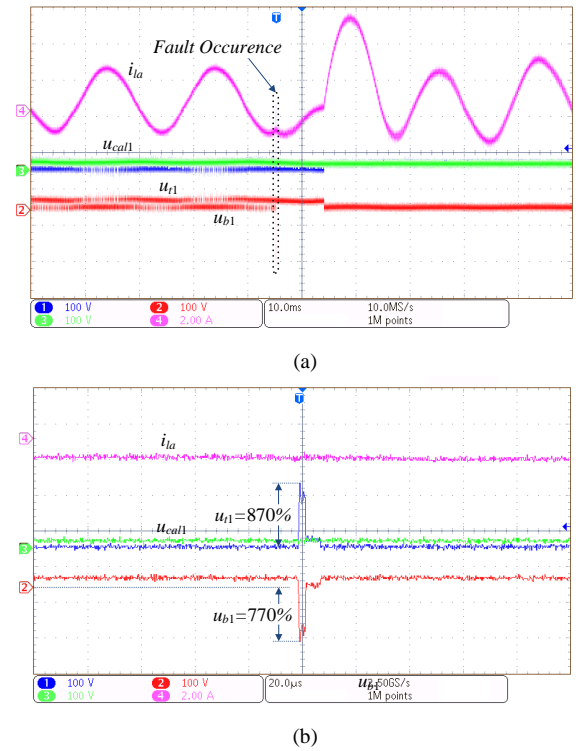 T
Fault Occurence
i_la
4
u_cal1
3
u_t1
2
u_b1
1 100 V 2 100 V 10.0ms 10.0MS/s
3 100 V 4 2.00 A 1M points
(a)
T
4
i_la
u_t1=870%
u_cal1
3
2
u_b1=770%
1 100 V 2 100 V 20.0µs
3 100 V 4 2.00 A 1M points
(b)